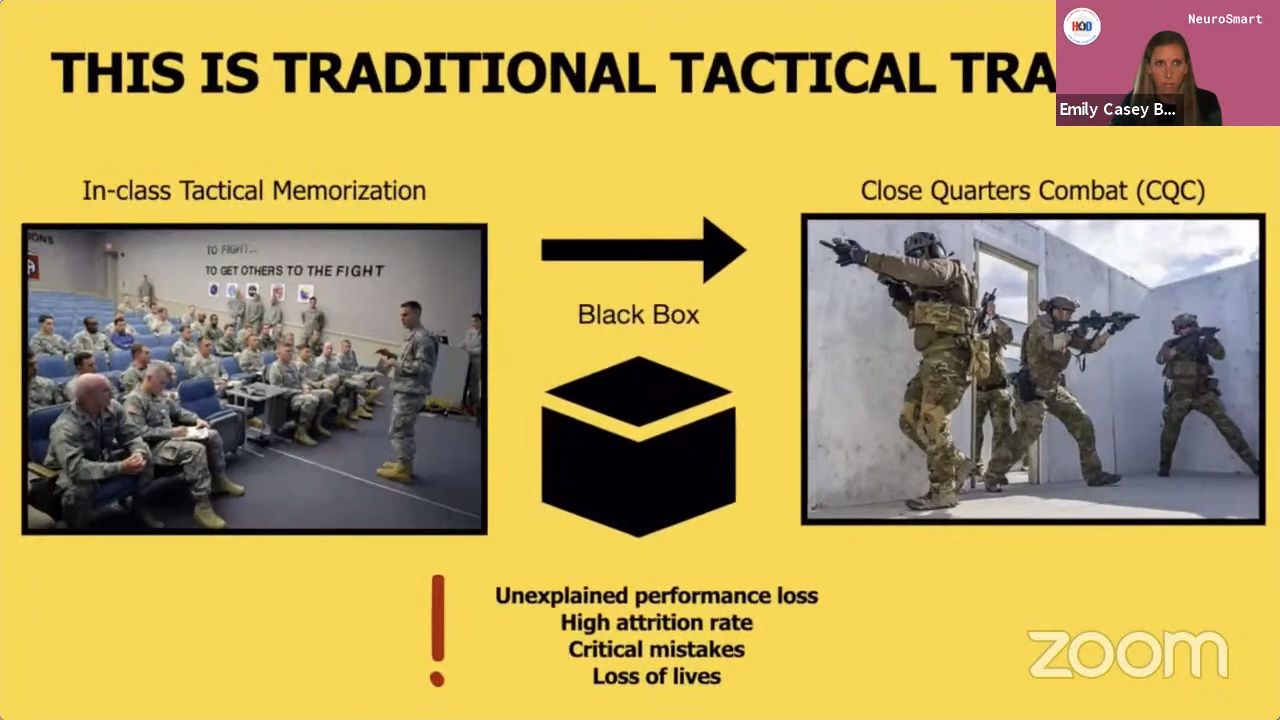 THIS IS TRADITIONAL TACTICAL TRA
NeuroSmart
Emily Casey B...
In-class Tactical Memorization
Close Quarters Combat (CQC)
TO FIGHT...
TO GET OTHERS TO THE FIGHT
IONS
Black Box
Unexplained performance loss
High attrition rate
Critical mistakes
Loss of lives
zoom